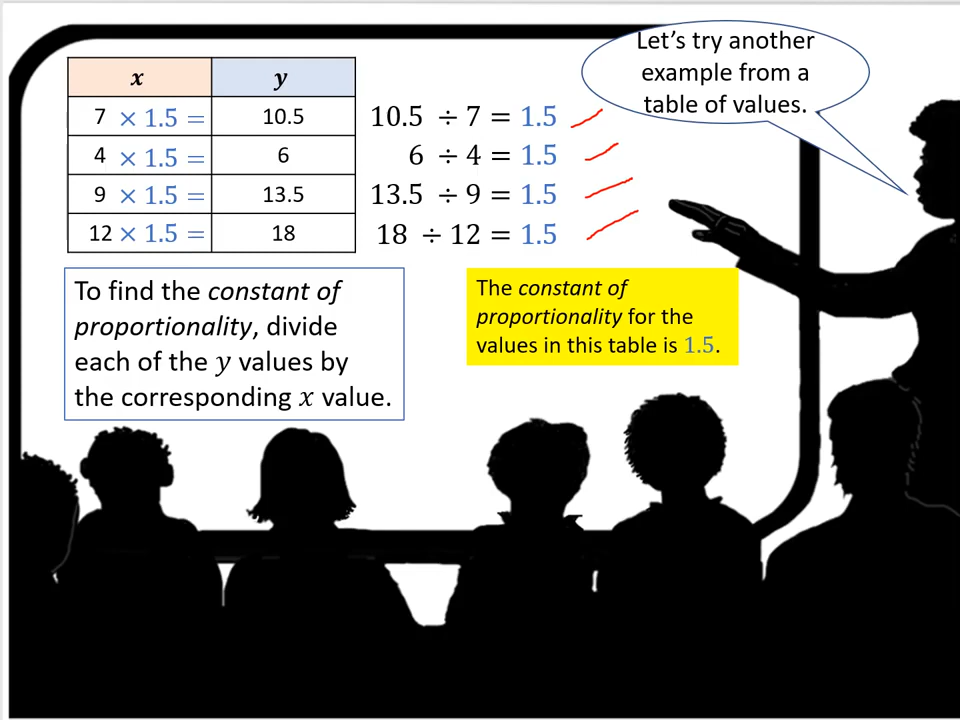 Let's try another
example from a
table of values.
x y
7 × 1.5 = 10.5 10.5 ÷ 7 = 1.5
4 × 1.5 = 6 6 ÷ 4 = 1.5
9 × 1.5 = 13.5 13.5 ÷ 9 = 1.5
12 × 1.5 = 18 18 ÷ 12 = 1.5
To find the constant of
proportionality, divide
each of the y values by
the corresponding x value.
The constant of
proportionality for the
values in this table is 1.5.